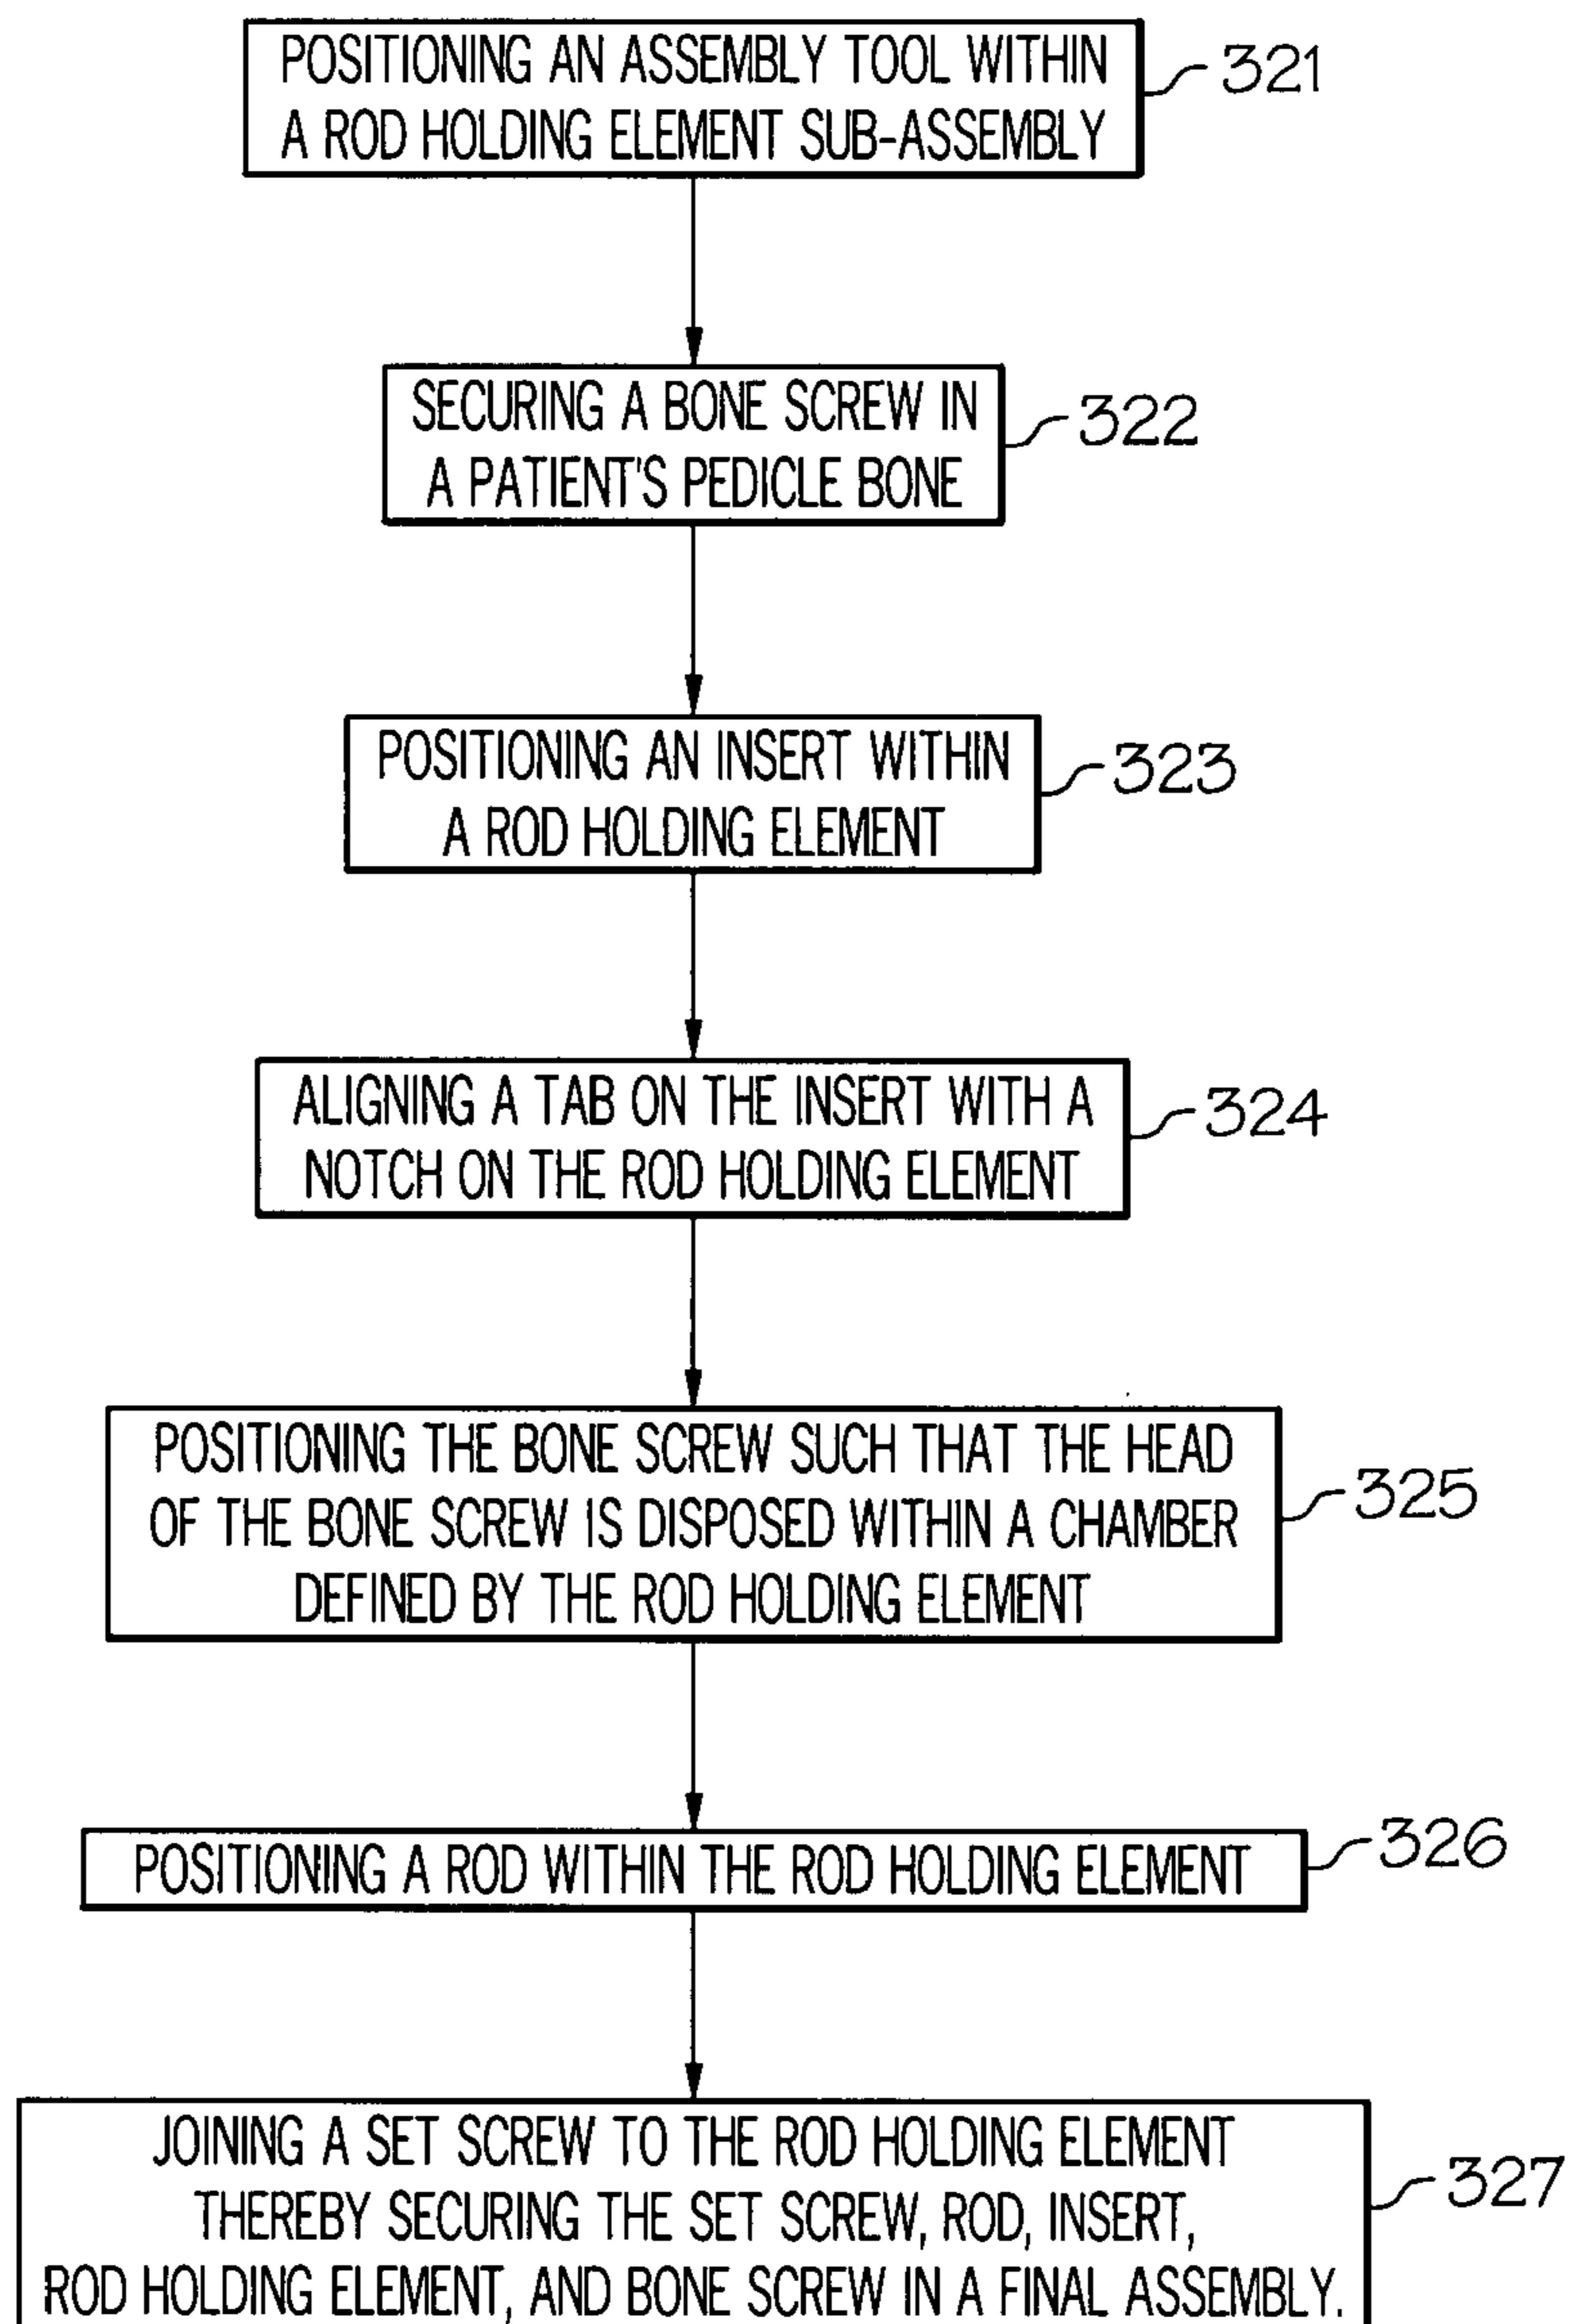 POSITIONING AN ASSEMBLY TOOL WITHIN
A ROD HOLDING ELEMENT SUB-ASSEMBLY
321
SECURING A BONE SCREW IN
A PATIENT'S PEDICLE BONE
322
POSITIONING AN INSERT WITHIN
A ROD HOLDING ELEMENT
323
ALIGNING A TAB ON THE INSERT WITH A
NOTCH ON THE ROD HOLDING ELEMENT
324
POSITIONING THE BONE SCREW SUCH THAT THE HEAD
OF THE BONE SCREW IS DISPOSED WITHIN A CHAMBER
DEFINED BY THE ROD HOLDING ELEMENT
325
POSITIONING A ROD WITHIN THE ROD HOLDING ELEMENT
326
JOINING A SET SCREW TO THE ROD HOLDING ELEMENT
THEREBY SECURING THE SET SCREW, ROD, INSERT,
ROD HOLDING ELEMENT, AND BONE SCREW IN A FINAL ASSEMBLY.
327